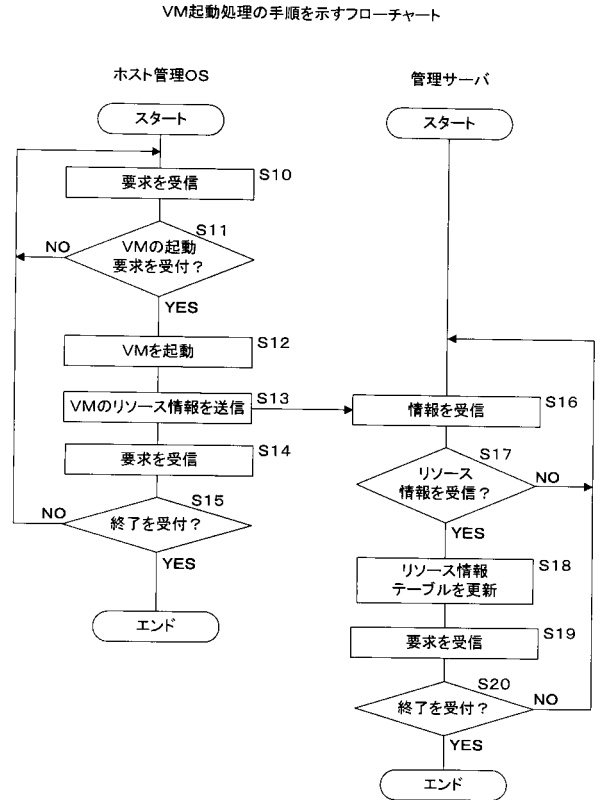 VM起動処理の手順を示すフローチャート
ホスト管理OS
スタート
要求を受信
S10
S11
VMの起動
要求を受付？
NO
YES
VMを起動
S12
VMのリソース情報を送信
S13
要求を受信
S14
S15
終了を受付？
NO
YES
エンド
管理サーバ
スタート
情報を受信
S16
S17
リソース
情報を受信？
NO
YES
リソース情報
テーブルを更新
S18
要求を受信
S19
S20
終了を受付？
NO
YES
エンド